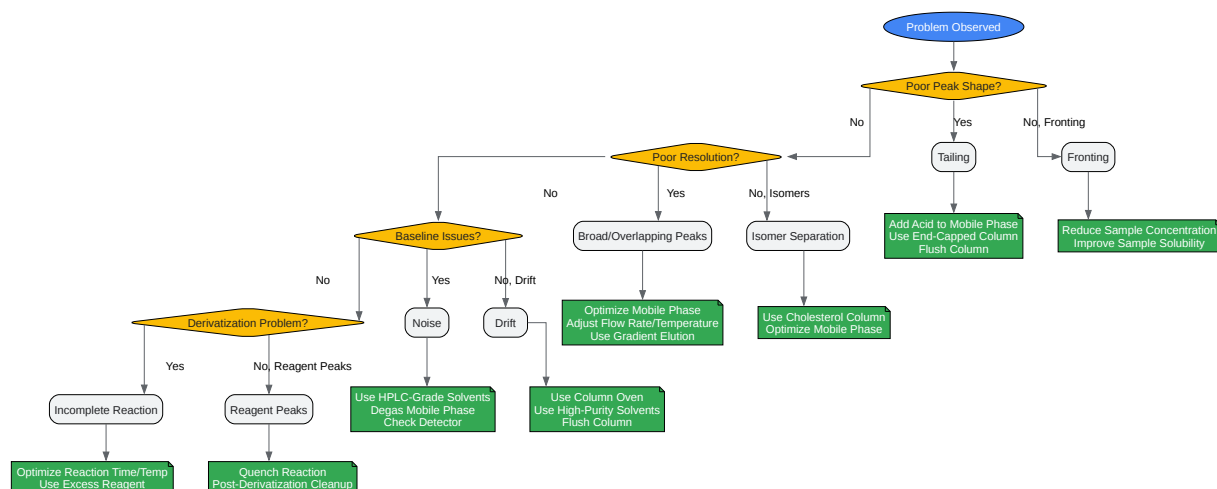 Problem Observed
Poor Peak Shape?
No
Yes
No, Fronting
Poor Resolution?
Tailing
Fronting
No
Yes
No, Isomers
Add Acid to Mobile Phase
Use End-Capped Column
Flush Column
Reduce Sample Concentration
Improve Sample Solubility
Baseline Issues?
Broad/Overlapping Peaks
Isomer Separation
No
Yes
No, Drift
Optimize Mobile Phase
Adjust Flow Rate/Temperature
Use Gradient Elution
Use Cholesterol Column
Optimize Mobile Phase
Derivatization Problem?
Noise
Drift
Yes
No, Reagent Peaks
Use HPLC-Grade Solvents
Degas Mobile Phase
Check Detector
Use Column Oven
Use High-Purity Solvents
Flush Column
Incomplete Reaction
Reagent Peaks
Optimize Reaction Time/Temp
Use Excess Reagent
Quench Reaction
Post-Derivatization Cleanup